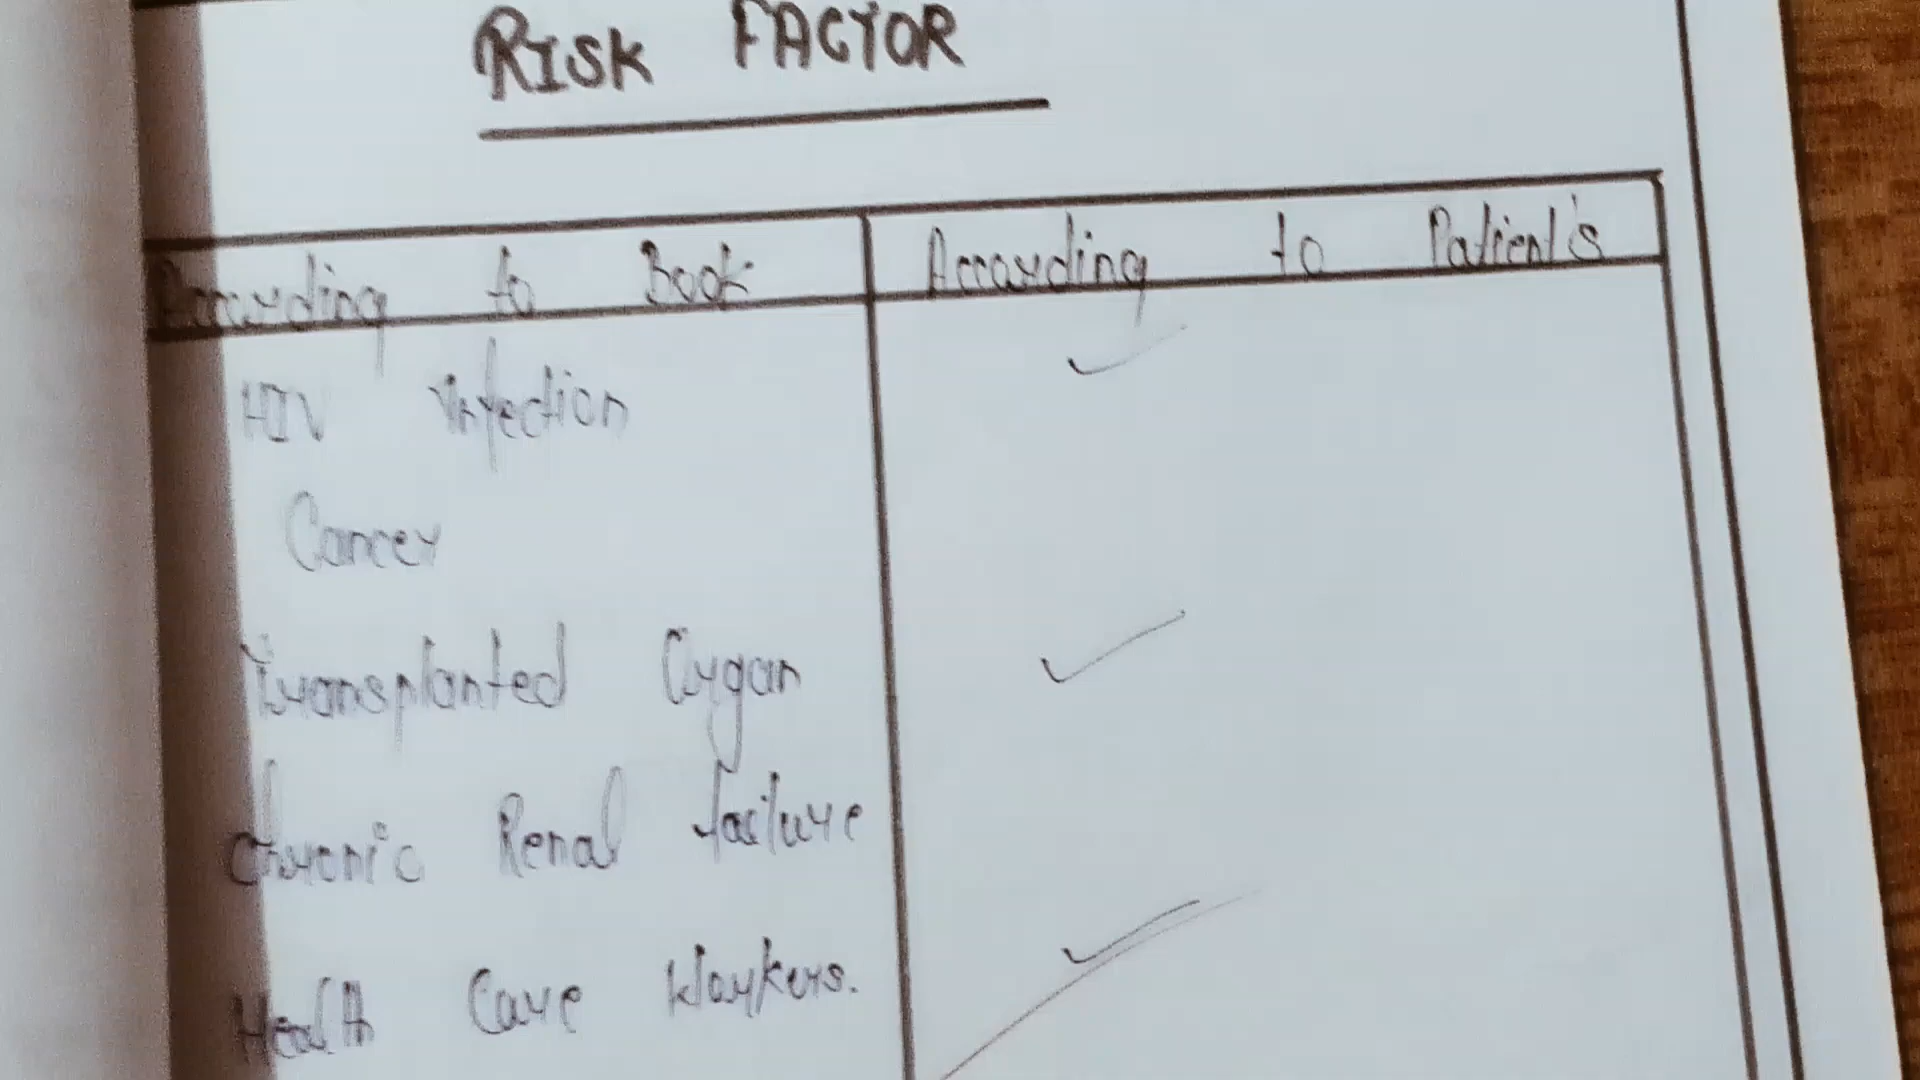 RISK FACTOR
According to Book According to Patient's
HIV Infection ✓
Cancer
Transplanted Organ ✓
Chronic Renal failure
Health Care Workers. ✓